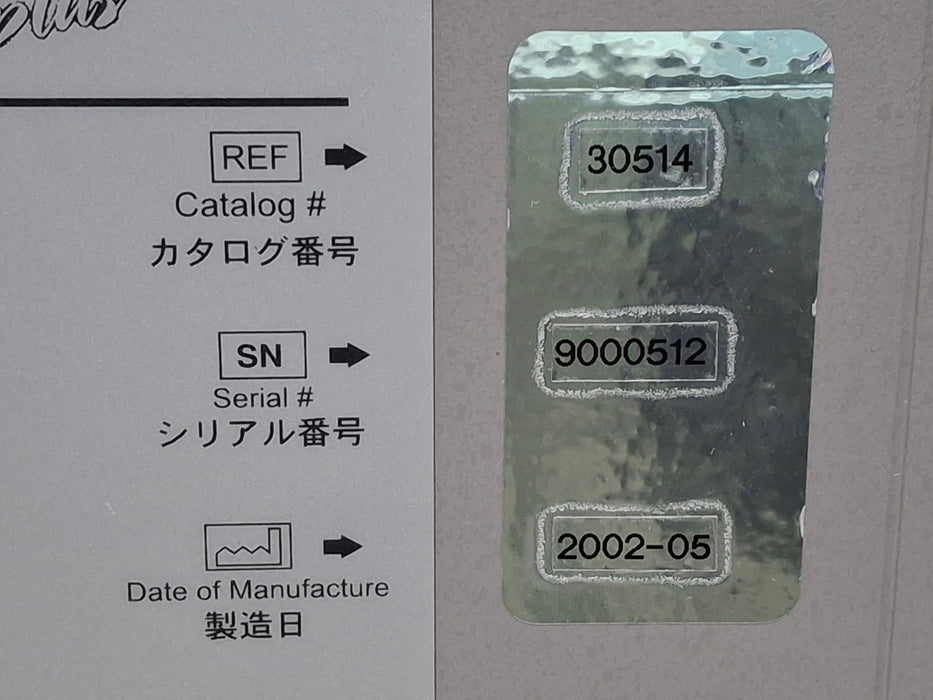 REF
30514
Catalog #
カタログ番号
SN
9000512
Serial #
シリアル番号
2002-05
Date of Manufacture
製造日